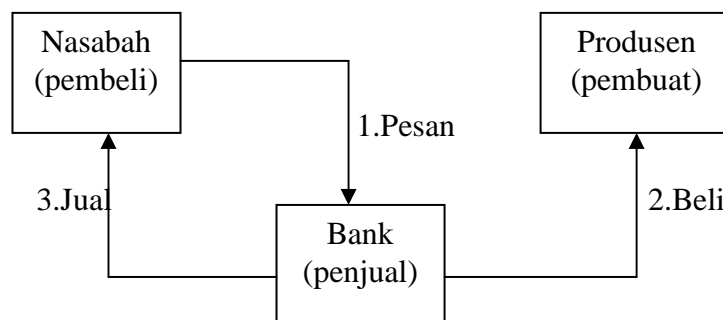 Nasabah
(pembeli)
Produsen
(pembuat)
1.Pesan
3.Jual
2.Beli
Bank
(penjual)